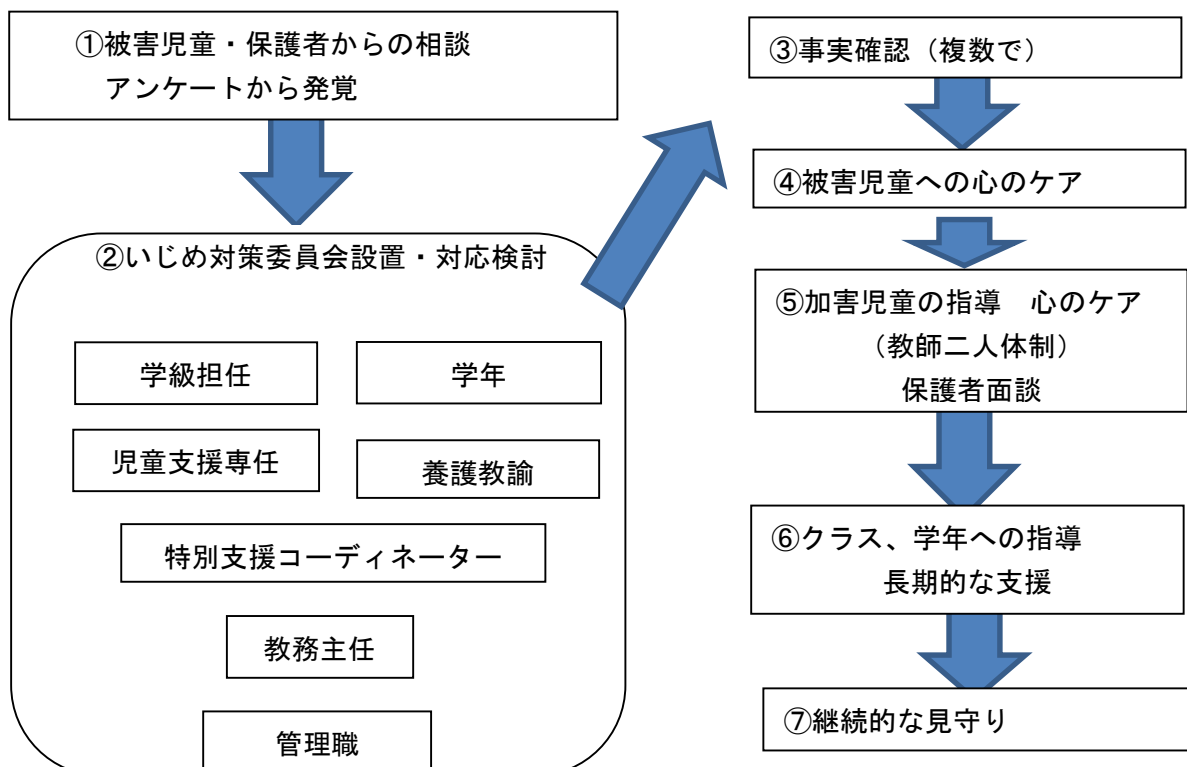 ①被害児童・保護者からの相談
アンケートから発覚
②いじめ対策委員会設置・対応検討
学級担任
学年
児童支援専任
養護教諭
特別支援コーディネーター
教務主任
管理職
③事実確認（複数で）
④被害児童への心のケア
⑤加害児童の指導　心のケア
（教師二人体制）
保護者面談
⑥クラス、学年への指導
長期的な支援
⑦継続的な見守り